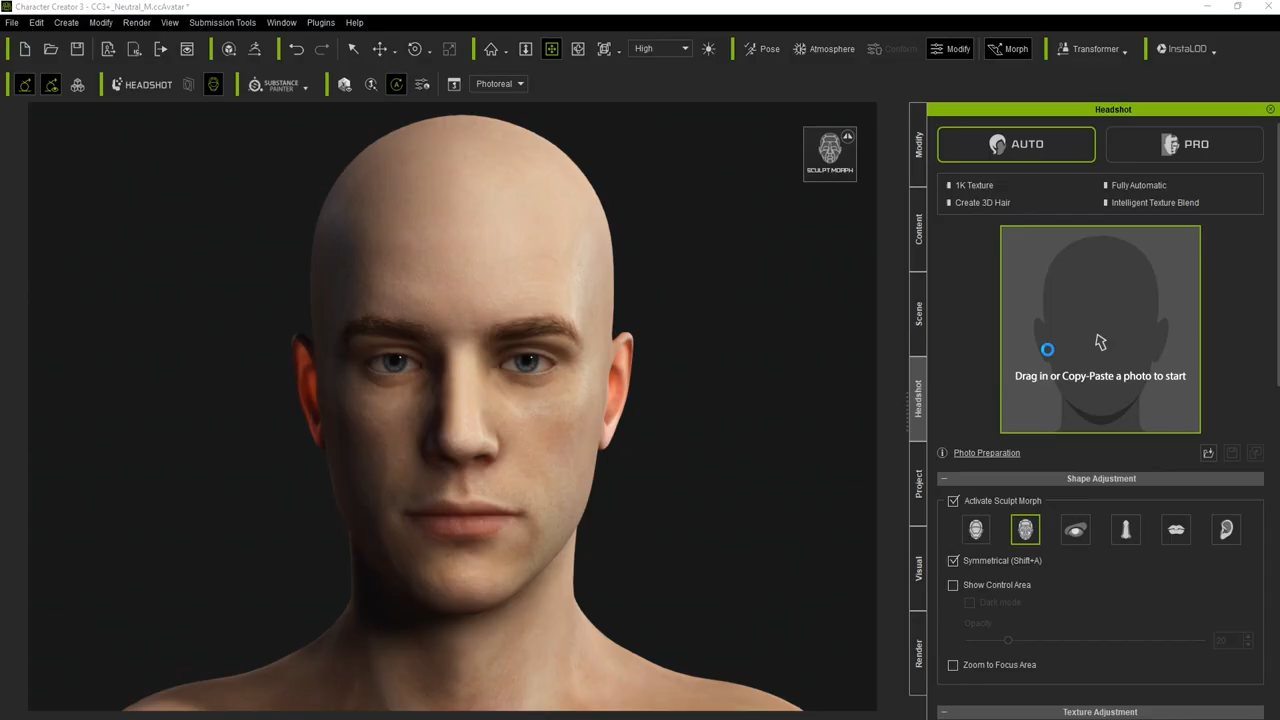 Character Creator 3 - CC3+_Neutral_M.ccAvatar *
File Edit Create Modify Render View Submission Tools Window Plugins Help
High Pose Atmosphere Conform Modify Morph Transformer InstaLOD
HEADSHOT SUBSTANCE PAINTER Photoreal
SCULPT MORPH
Modify
Content
Scene
Headshot
Project
Visual
Render
Headshot
AUTO PRO
1K Texture Fully Automatic
Create 3D Hair Intelligent Texture Blend
Drag in or Copy-Paste a photo to start
Photo Preparation
Shape Adjustment
Activate Sculpt Morph
Symmetrical (Shift+A)
Show Control Area
Dark mode
Opacity
20
Zoom to Focus Area
Texture Adjustment